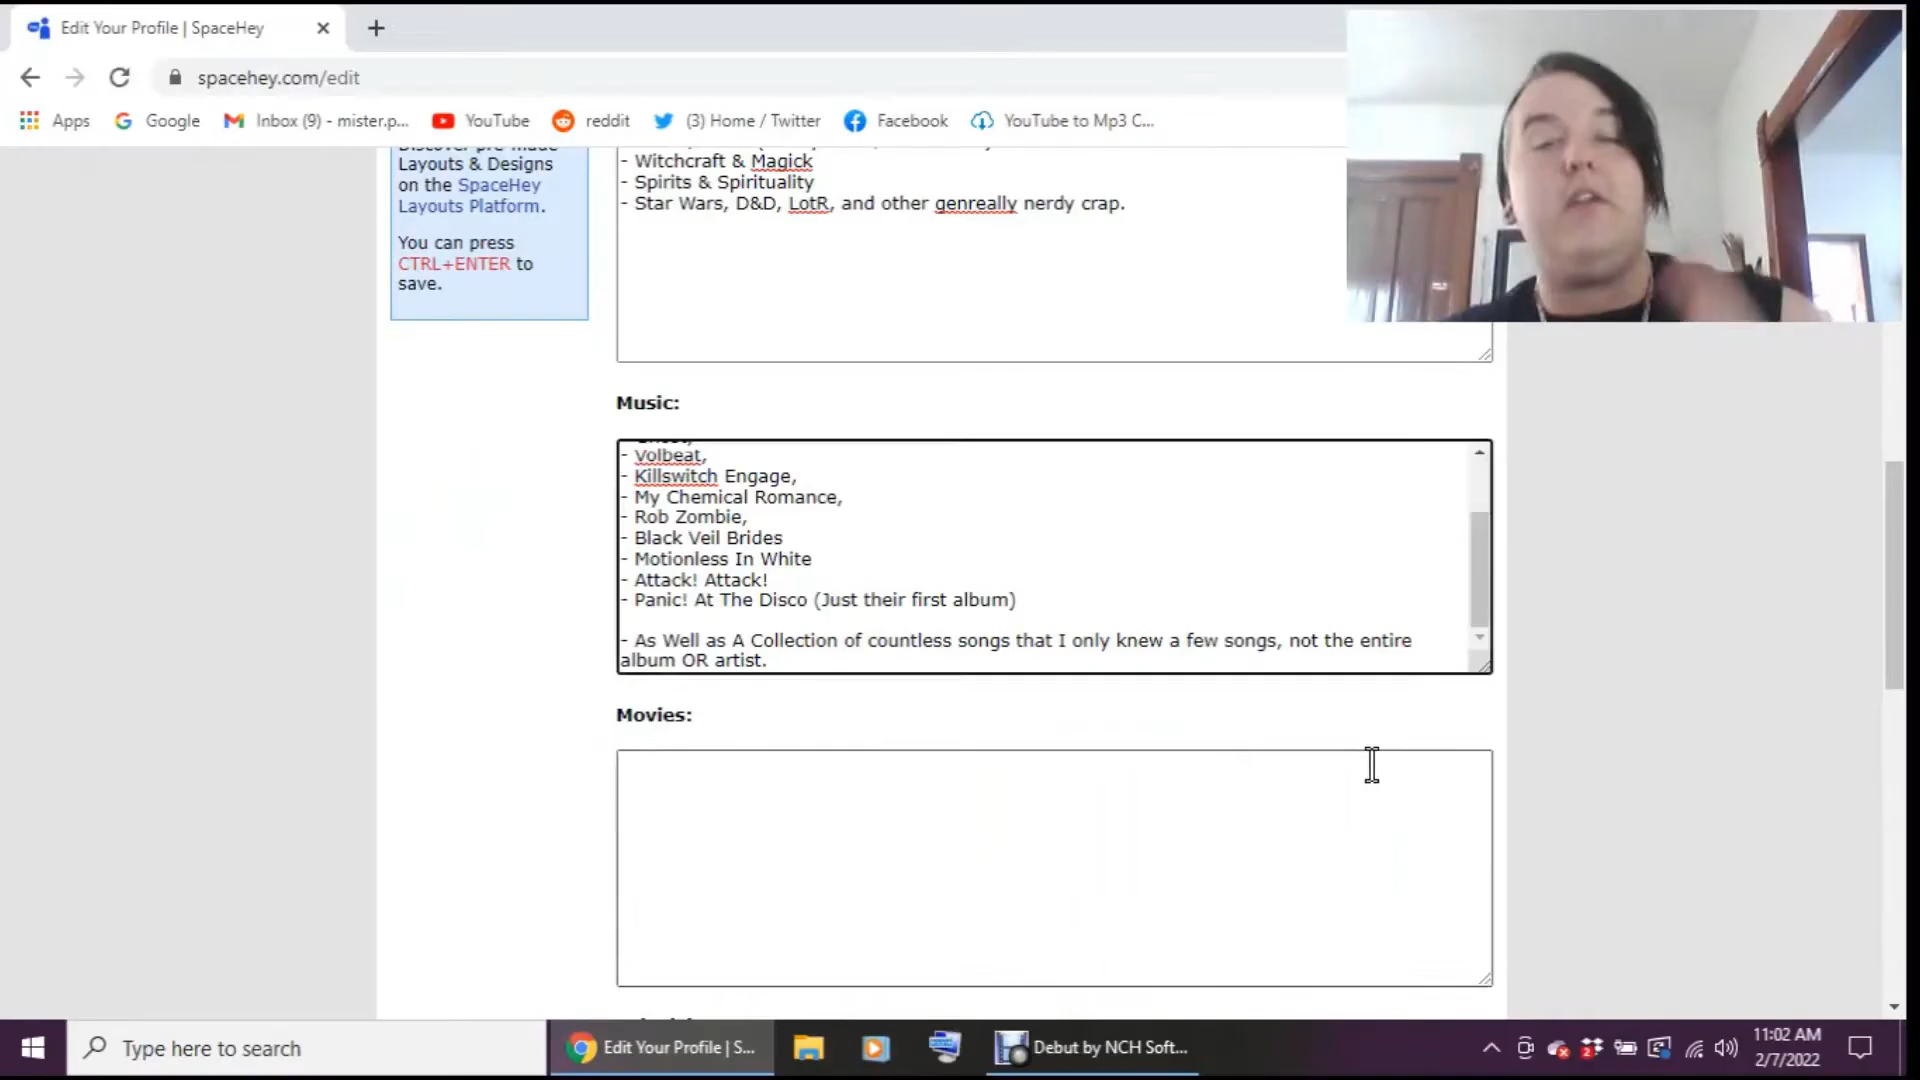 Edit Your Profile | SpaceHey
spacehey.com/edit
Apps Google Inbox (9) - mister.p... YouTube reddit (3) Home / Twitter Facebook YouTube to Mp3 C...
Discover pre-made
Layouts & Designs
on the SpaceHey
Layouts Platform.
You can press
CTRL+ENTER to
save.
- Witchcraft & Magick
- Spirits & Spirituality
- Star Wars, D&D, LotR, and other genreally nerdy crap.
Music:
- Volbeat,
- Killswitch Engage,
- My Chemical Romance,
- Rob Zombie,
- Black Veil Brides
- Motionless In White
- Attack! Attack!
- Panic! At The Disco (Just their first album)
- As Well as A Collection of countless songs that I only knew a few songs, not the entire
album OR artist.
Movies:
Type here to search
Edit Your Profile | S...
Debut by NCH Soft...
2
11:02 AM
2/7/2022